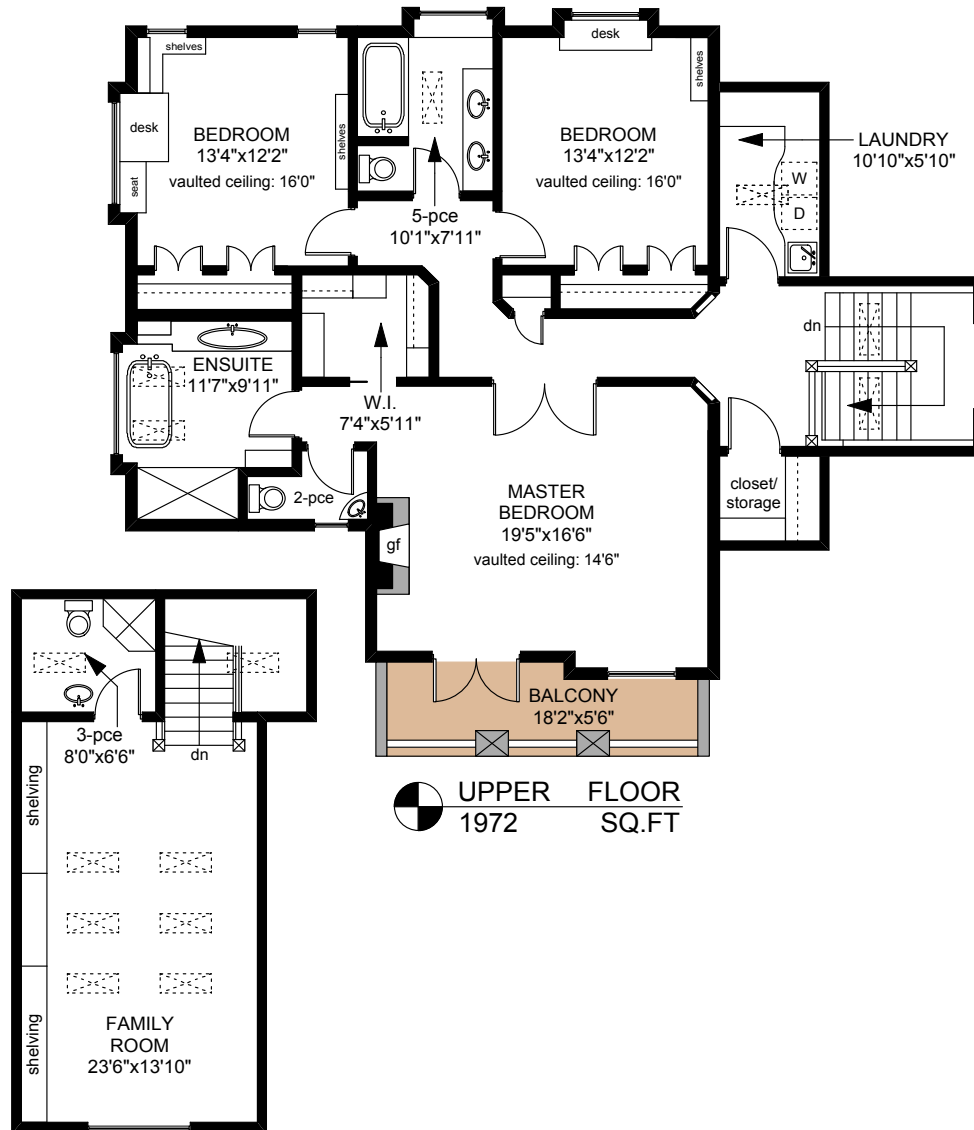 shelves
desk
BEDROOM
13'4"x12'2"
vaulted ceiling: 16'0"
shelves
seat
5-pce
10'1"x7'11"
desk
shelves
BEDROOM
13'4"x12'2"
vaulted ceiling: 16'0"
LAUNDRY
10'10"x5'10"
W
D
dn
ENSUITE
11'7"x9'11"
W.I.
7'4"x5'11"
2-pce
gf
MASTER
BEDROOM
19'5"x16'6"
vaulted ceiling: 14'6"
closet/
storage
BALCONY
18'2"x5'6"
UPPER FLOOR
1972 SQ.FT
3-pce
8'0"x6'6"
dn
shelving
shelving
FAMILY
ROOM
23'6"x13'10"